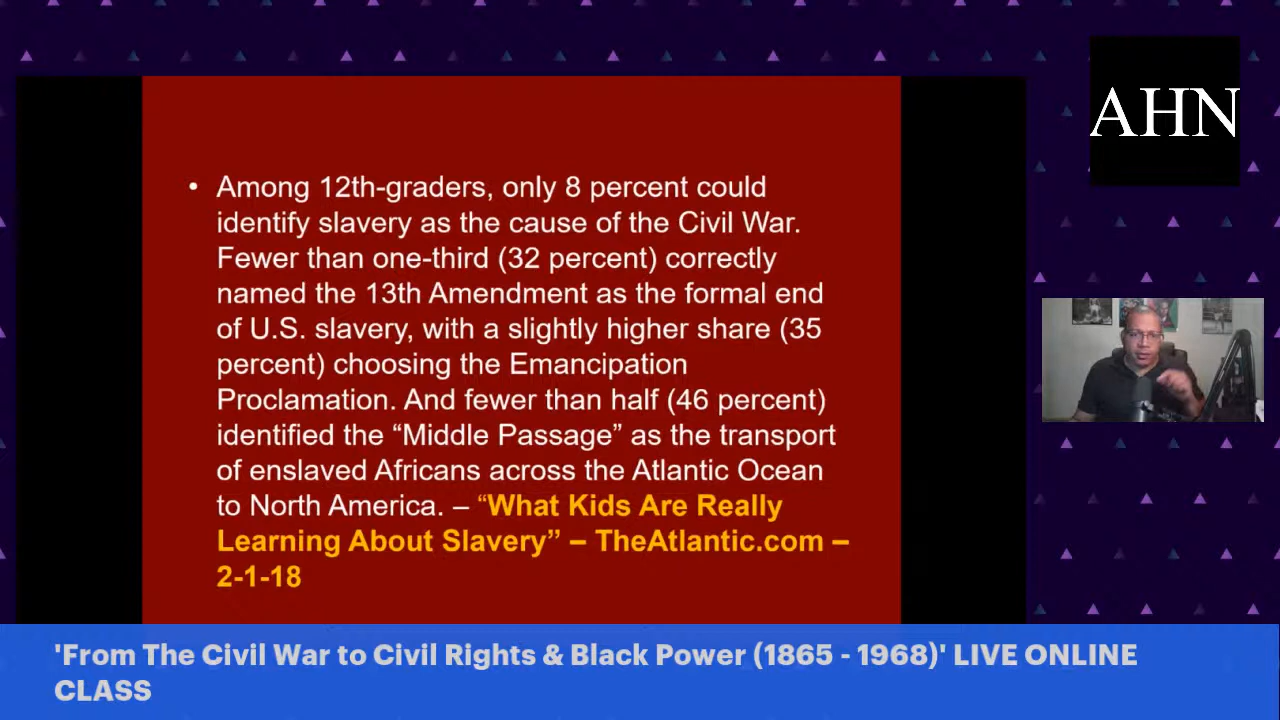 AHN
• Among 12th-graders, only 8 percent could
identify slavery as the cause of the Civil War.
Fewer than one-third (32 percent) correctly
named the 13th Amendment as the formal end
of U.S. slavery, with a slightly higher share (35
percent) choosing the Emancipation
Proclamation. And fewer than half (46 percent)
identified the “Middle Passage” as the transport
of enslaved Africans across the Atlantic Ocean
to North America. – “What Kids Are Really
Learning About Slavery” – TheAtlantic.com –
2-1-18
'From The Civil War to Civil Rights & Black Power (1865 - 1968)' LIVE ONLINE
CLASS